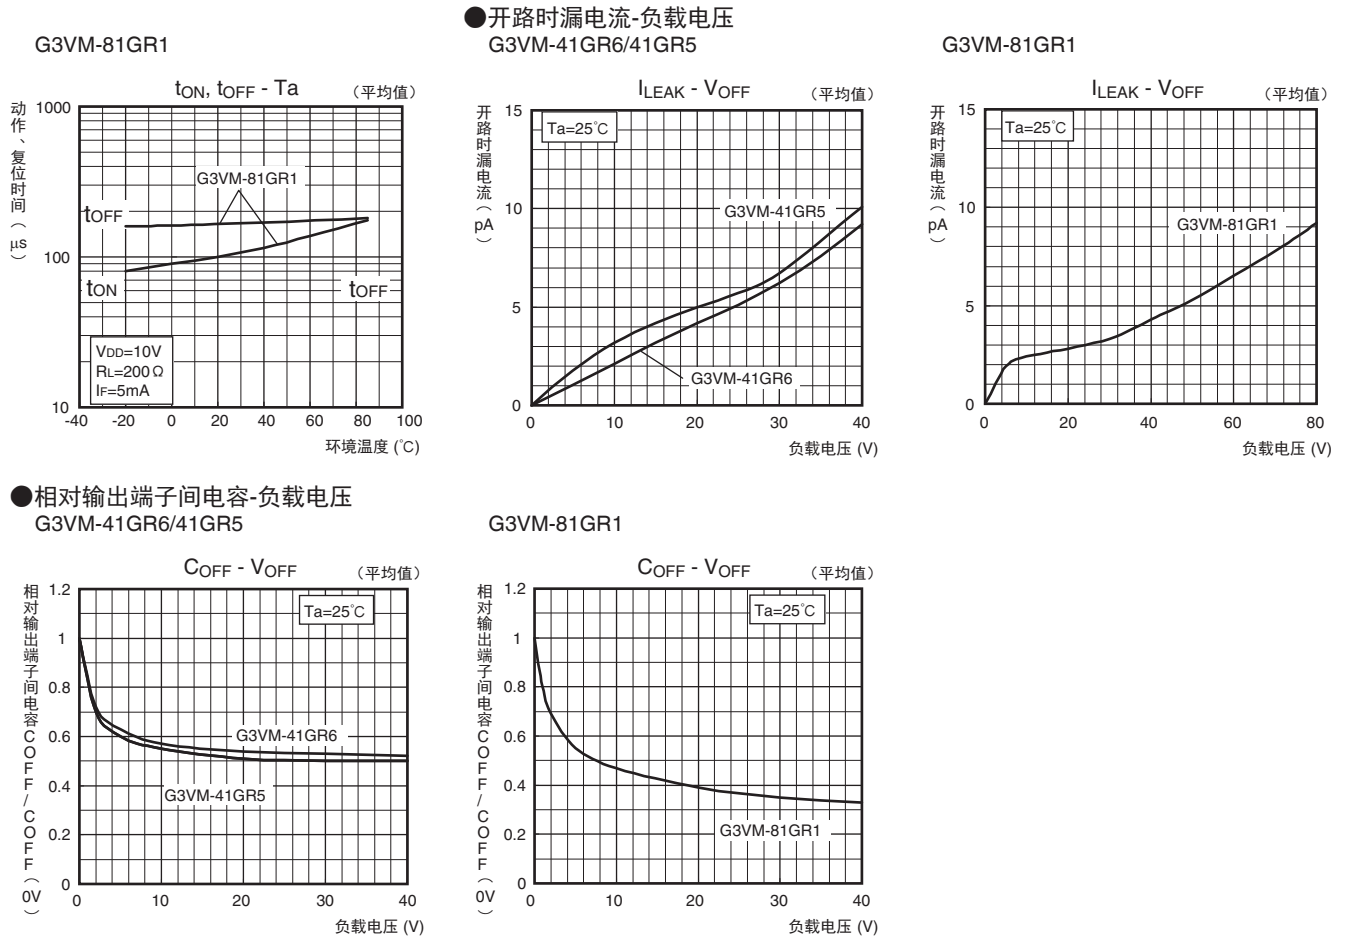 G3VM-81GR1
tON, tOFF - Ta
(平均值)
动作、复位时间(μs)
1000
100
10
G3VM-81GR1
tOFF
tON
tOFF
VDD=10V
RL=200Ω
IF=5mA
-40 -20 0 20 40 60 80 100
环境温度 (°C)
●开路时漏电流-负载电压
G3VM-41GR6/41GR5
ILEAK - VOFF
(平均值)
开路时漏电流(pA)
15
10
5
0
Ta=25°C
G3VM-41GR5
G3VM-41GR6
0 10 20 30 40
负载电压 (V)
G3VM-81GR1
ILEAK - VOFF
(平均值)
开路时漏电流(pA)
15
10
5
0
Ta=25°C
G3VM-81GR1
0 20 40 60 80
负载电压 (V)
●相对输出端子间电容-负载电压
G3VM-41GR6/41GR5
COFF - VOFF
(平均值)
相对输出端子间电容COFF/COFF(0V)
1.2
1
0.8
0.6
0.4
0.2
0
Ta=25°C
G3VM-41GR6
G3VM-41GR5
0 10 20 30 40
负载电压 (V)
G3VM-81GR1
COFF - VOFF
(平均值)
相对输出端子间电容COFF/COFF(0V)
1.2
1
0.8
0.6
0.4
0.2
0
Ta=25°C
G3VM-81GR1
0 10 20 30 40
负载电压 (V)